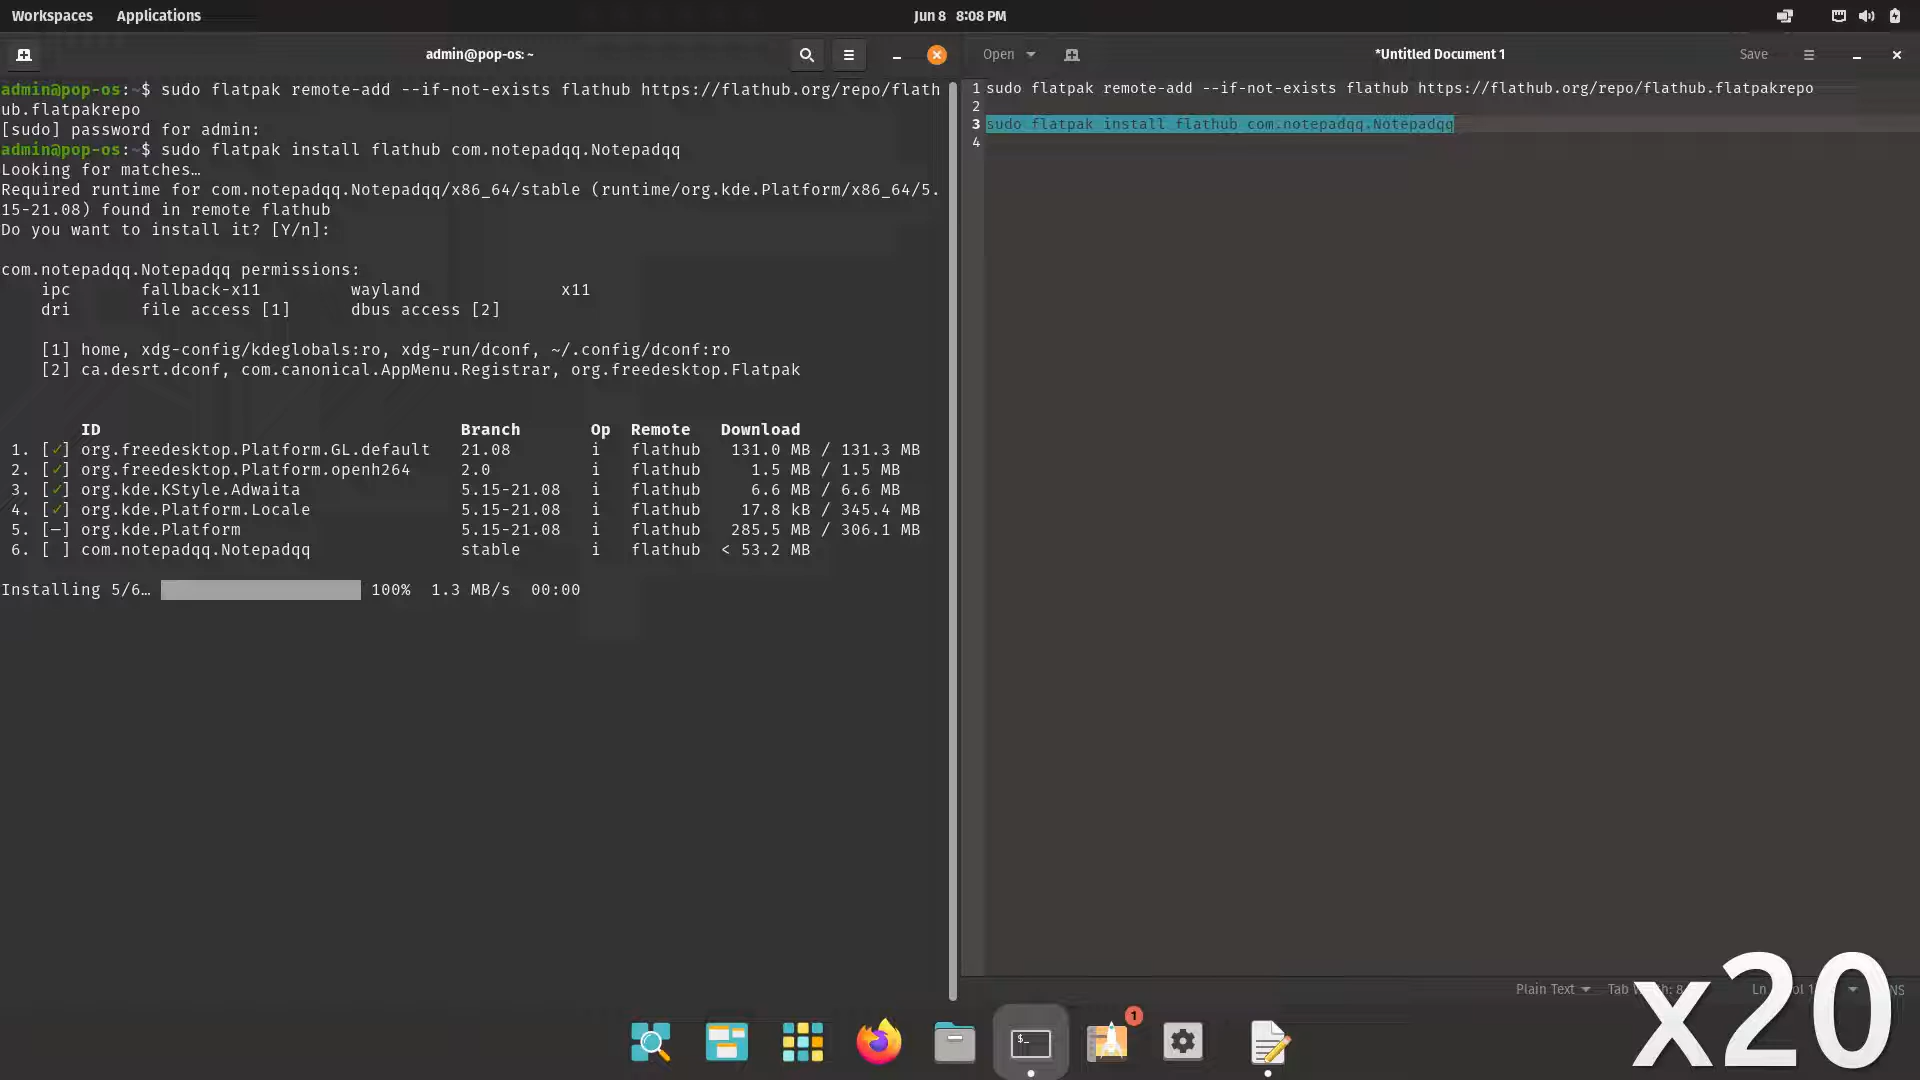 Workspaces Applications Jun 8 8:08 PM
admin@pop-os: ~
admin@pop-os:~$ sudo flatpak remote-add --if-not-exists flathub https://flathub.org/repo/flath
ub.flatpakrepo
[sudo] password for admin:
admin@pop-os:~$ sudo flatpak install flathub com.notepadqq.Notepadqq
Looking for matches…
Required runtime for com.notepadqq.Notepadqq/x86_64/stable (runtime/org.kde.Platform/x86_64/5.
15-21.08) found in remote flathub
Do you want to install it? [Y/n]:
com.notepadqq.Notepadqq permissions:
ipc fallback-x11 wayland x11
dri file access [1] dbus access [2]
[1] home, xdg-config/kdeglobals:ro, xdg-run/dconf, ~/.config/dconf:ro
[2] ca.desrt.dconf, com.canonical.AppMenu.Registrar, org.freedesktop.Flatpak
ID Branch Op Remote Download
1. [✓] org.freedesktop.Platform.GL.default 21.08 i flathub 131.0 MB / 131.3 MB
2. [✓] org.freedesktop.Platform.openh264 2.0 i flathub 1.5 MB / 1.5 MB
3. [✓] org.kde.KStyle.Adwaita 5.15-21.08 i flathub 6.6 MB / 6.6 MB
4. [✓] org.kde.Platform.Locale 5.15-21.08 i flathub 17.8 kB / 345.4 MB
5. [—] org.kde.Platform 5.15-21.08 i flathub 285.5 MB / 306.1 MB
6. [ ] com.notepadqq.Notepadqq stable i flathub < 53.2 MB
Installing 5/6… 100% 1.3 MB/s 00:00
Open *Untitled Document 1 Save
1 sudo flatpak remote-add --if-not-exists flathub https://flathub.org/repo/flathub.flatpakrepo
2
3 sudo flatpak install flathub com.notepadqq.Notepadqq
4
Plain Text Tab 8 Ln
x20
$_
1